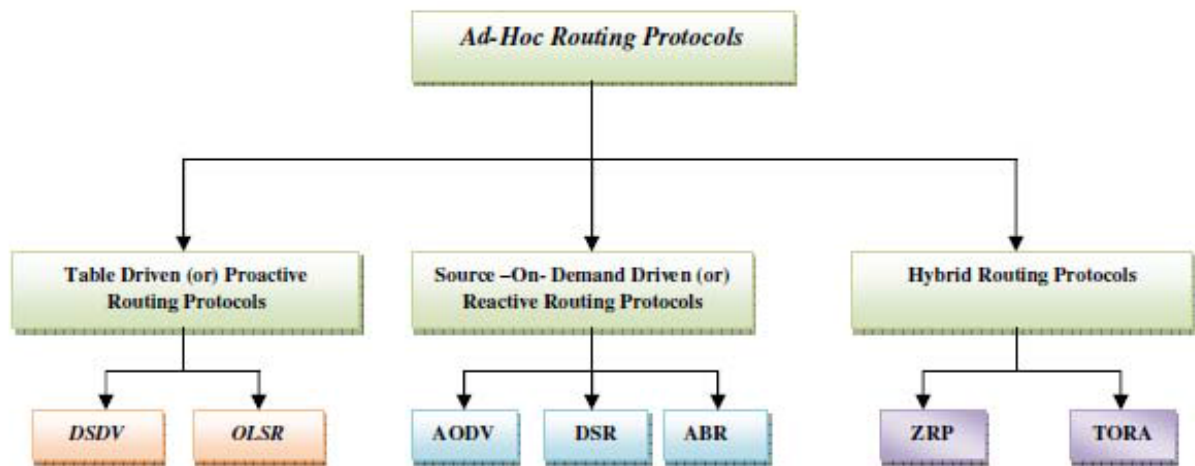 Ad-Hoc Routing Protocols
Table Driven (or) Proactive
Routing Protocols
Source –On- Demand Driven (or)
Reactive Routing Protocols
Hybrid Routing Protocols
DSDV
OLSR
AODV
DSR
ABR
ZRP
TORA